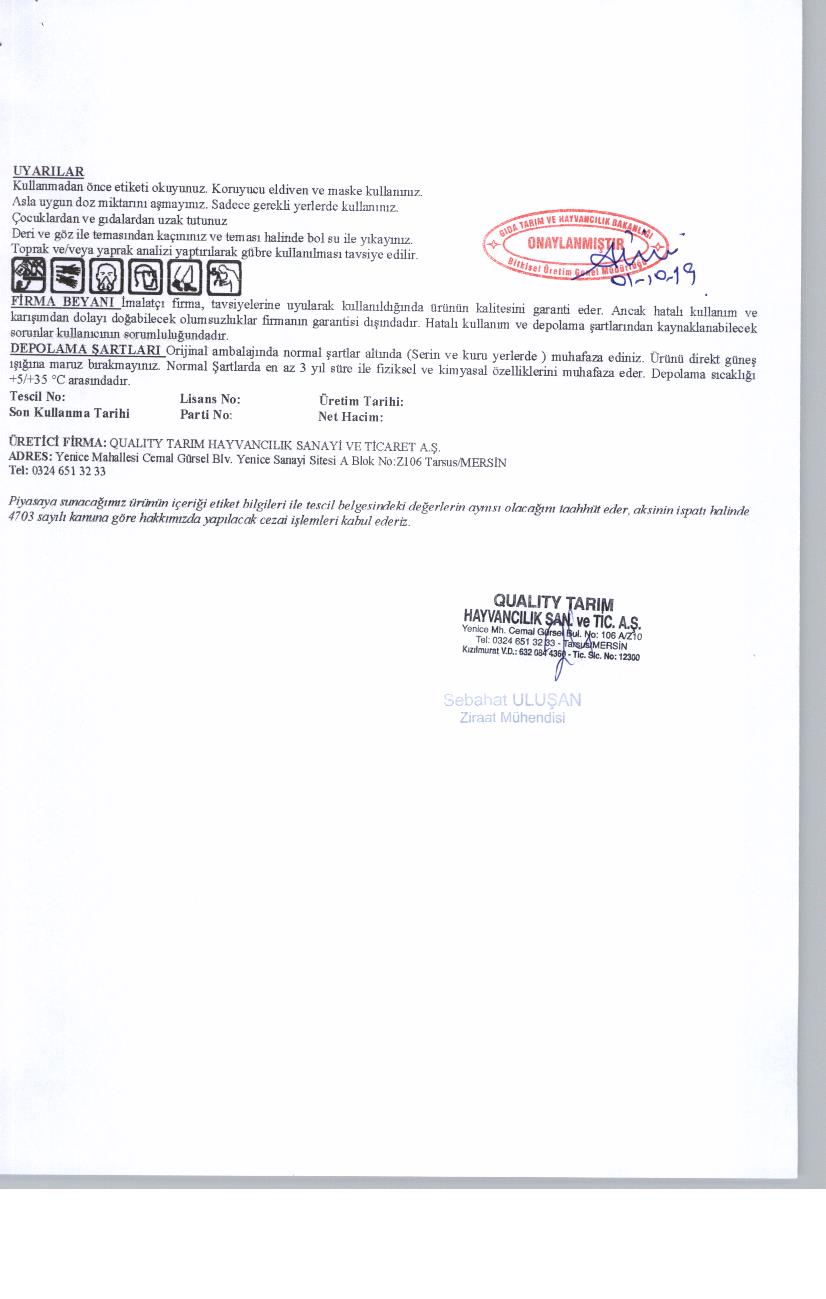 UYARILAR
Kullanmadan önce etiketi okuyunuz. Koruyucu eldiven ve maske kullanınız.
Asla uygun doz miktarını aşmayınız. Sadece gerekli yerlerde kullanınız.
Çocuklardan ve gıdalardan uzak tutunuz
Deri ve göz ile temasından kaçınınız ve teması halinde bol su ile yıkayınız.
Toprak ve/veya yaprak analizi yaptırılarak gübre kullanılması tavsiye edilir.
GIDA TARIM VE HAYVANCILIK BAKANLIĞI
ONAYLANMIŞTIR
Bitkisel Üretim Genel Müdürlüğü
01-10-19
FİRMA BEYANI İmalatçı firma, tavsiyelerine uyularak kullanıldığında ürünün kalitesini garanti eder. Ancak hatalı kullanım ve
karışımdan dolayı doğabilecek olumsuzluklar firmanın garantisi dışındadır. Hatalı kullanım ve depolama şartlarından kaynaklanabilecek
sorunlar kullanıcının sorumluluğundadır.
DEPOLAMA ŞARTLARI Orijinal ambalajında normal şartlar altında (Serin ve kuru yerlerde ) muhafaza ediniz. Ürünü direkt güneş
ışığına maruz bırakmayınız. Normal Şartlarda en az 3 yıl süre ile fiziksel ve kimyasal özelliklerini muhafaza eder. Depolama sıcaklığı
+5/+35 °C arasındadır.
Tescil No: Lisans No: Üretim Tarihi:
Son Kullanma Tarihi Parti No: Net Hacim:
ÜRETİCİ FİRMA: QUALITY TARIM HAYVANCILIK SANAYİ VE TİCARET A.Ş.
ADRES: Yenice Mahallesi Cemal Gürsel Blv. Yenice Sanayi Sitesi A Blok No:Z106 Tarsus/MERSİN
Tel: 0324 651 32 33
Piyasaya sunacağımız ürünün içeriği etiket bilgileri ile tescil belgesindeki değerlerin aynısı olacağını taahhüt eder, aksinin ispatı halinde
4703 sayılı kanuna göre hakkımızda yapılacak cezai işlemleri kabul ederiz.
QUALITY TARIM
HAYVANCILIK SAN. ve TİC. A.Ş.
Yenice Mh. Cemal Gürsel Bul. No: 106 A/Z10
Tel: 0324 651 32 33 - Tarsus/MERSİN
Kızılmurat V.D.: 632 084 4360 - Tic. Sic. No: 12300
Sebahat ULUŞAN
Ziraat Mühendisi